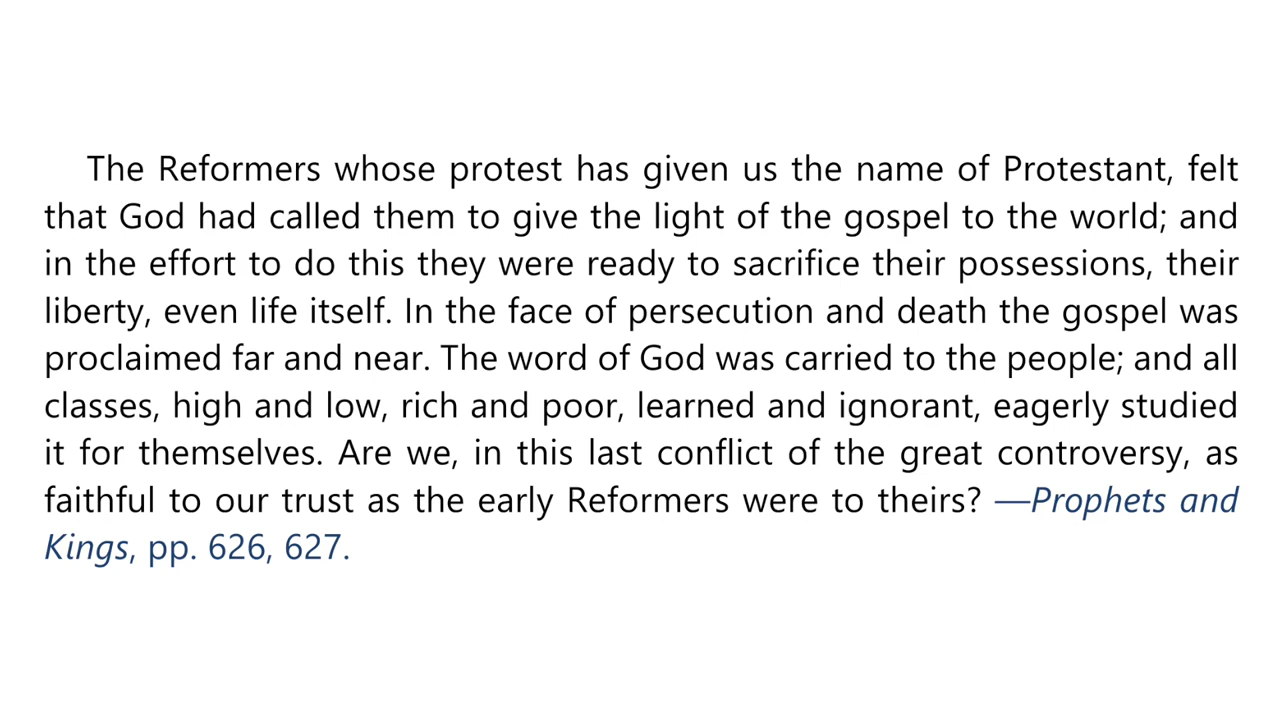 The Reformers whose protest has given us the name of Protestant, felt
that God had called them to give the light of the gospel to the world; and
in the effort to do this they were ready to sacrifice their possessions, their
liberty, even life itself. In the face of persecution and death the gospel was
proclaimed far and near. The word of God was carried to the people; and all
classes, high and low, rich and poor, learned and ignorant, eagerly studied
it for themselves. Are we, in this last conflict of the great controversy, as
faithful to our trust as the early Reformers were to theirs? —Prophets and
Kings, pp. 626, 627.